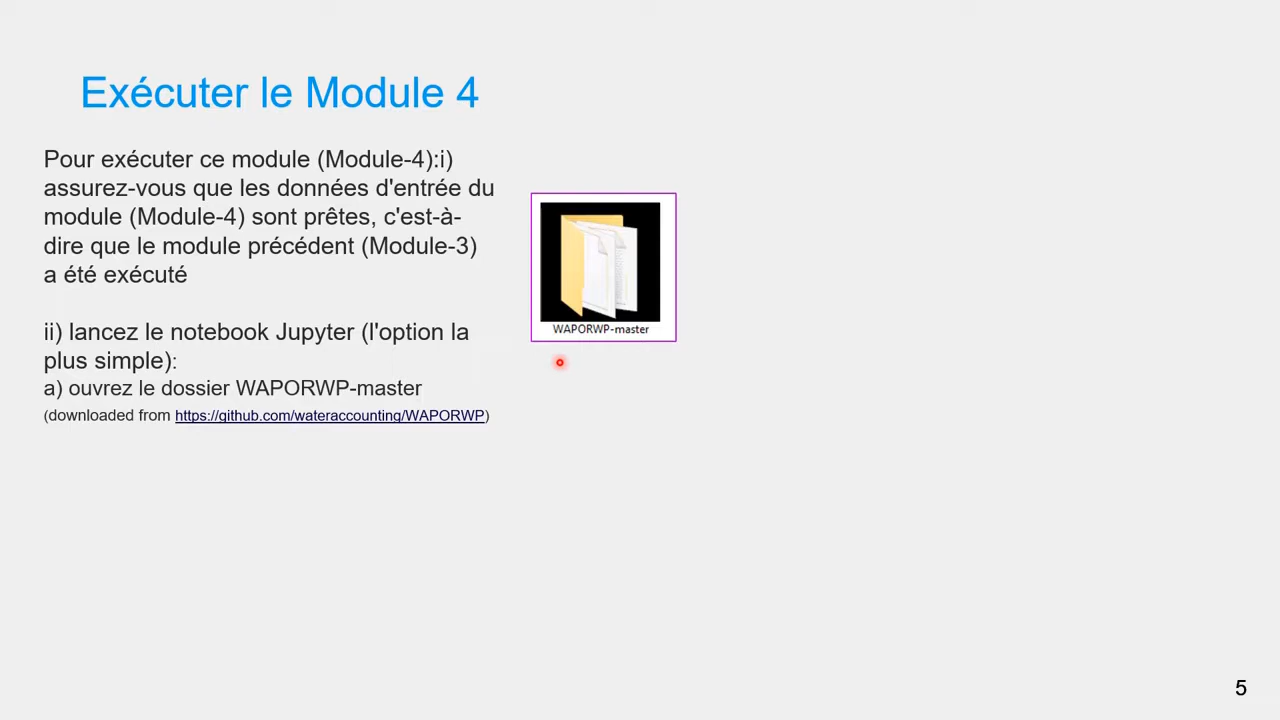 Exécuter le Module 4
Pour exécuter ce module (Module-4):i)
assurez-vous que les données d'entrée du
module (Module-4) sont prêtes, c'est-à-
dire que le module précédent (Module-3)
a été exécuté
ii) lancez le notebook Jupyter (l'option la
plus simple):
a) ouvrez le dossier WAPORWP-master
(downloaded from https://github.com/wateraccounting/WAPORWP)
WAPORWP-master
5